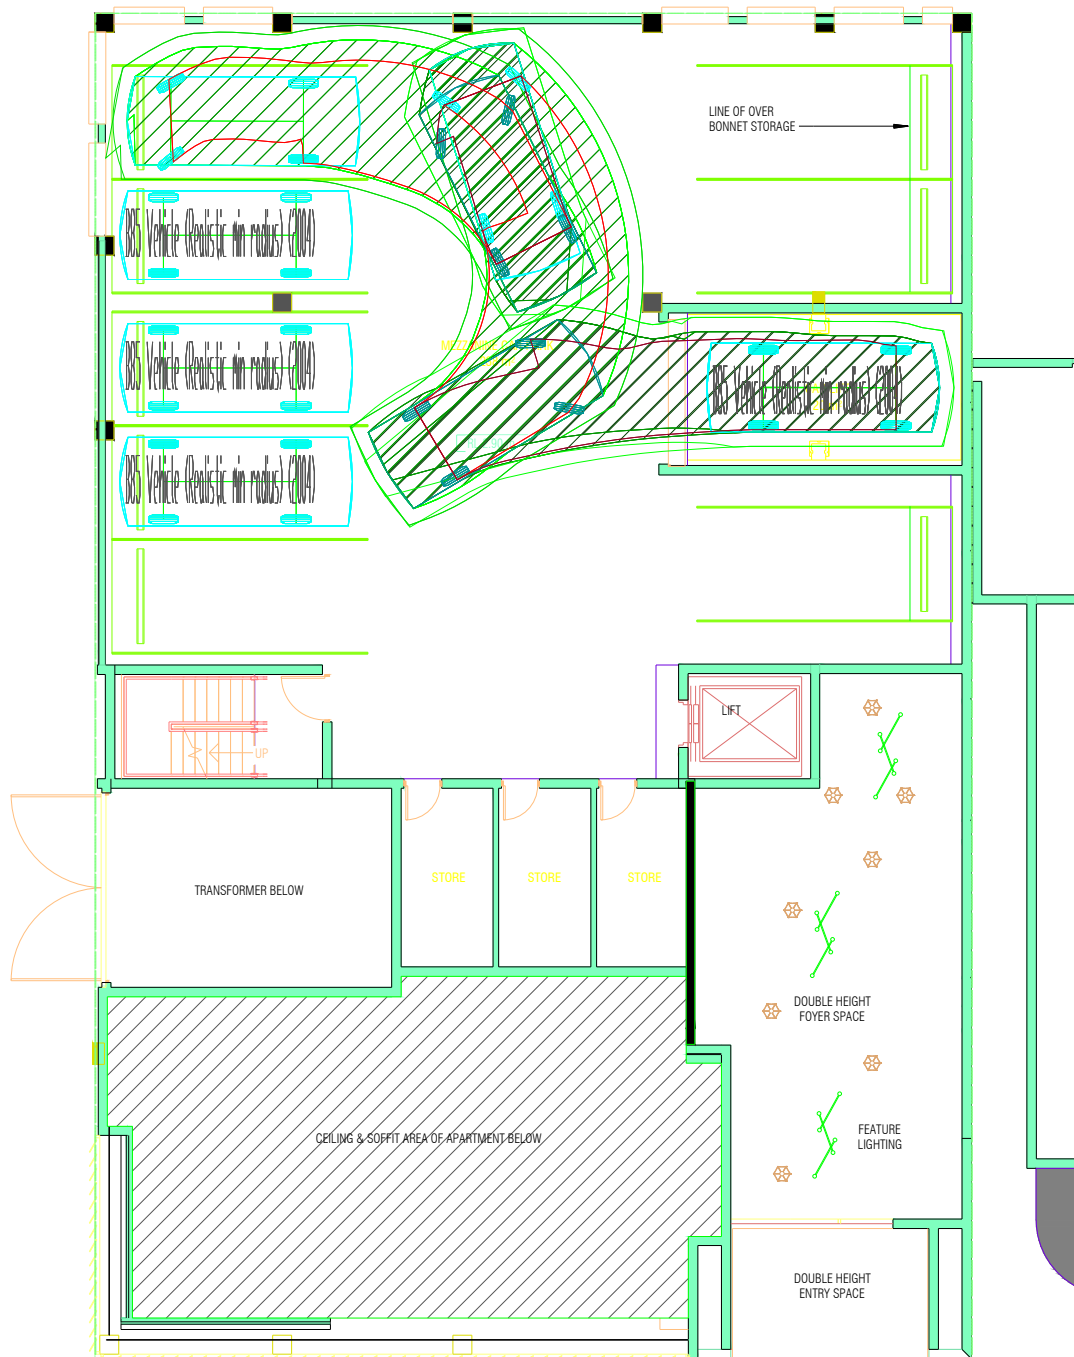 LINE OF OVER
BONNET STORAGE
B85 Vehicle (Realistic min radius) (2004)
B85 Vehicle (Realistic min radius) (2004)
B85 Vehicle (Realistic min radius) (2004)
B85 Vehicle (Realistic min radius) (2004)
LIFT
UP
STORE
STORE
STORE
TRANSFORMER BELOW
DOUBLE HEIGHT
FOYER SPACE
FEATURE
LIGHTING
CEILING & SOFFIT AREA OF APARTMENT BELOW
DOUBLE HEIGHT
ENTRY SPACE